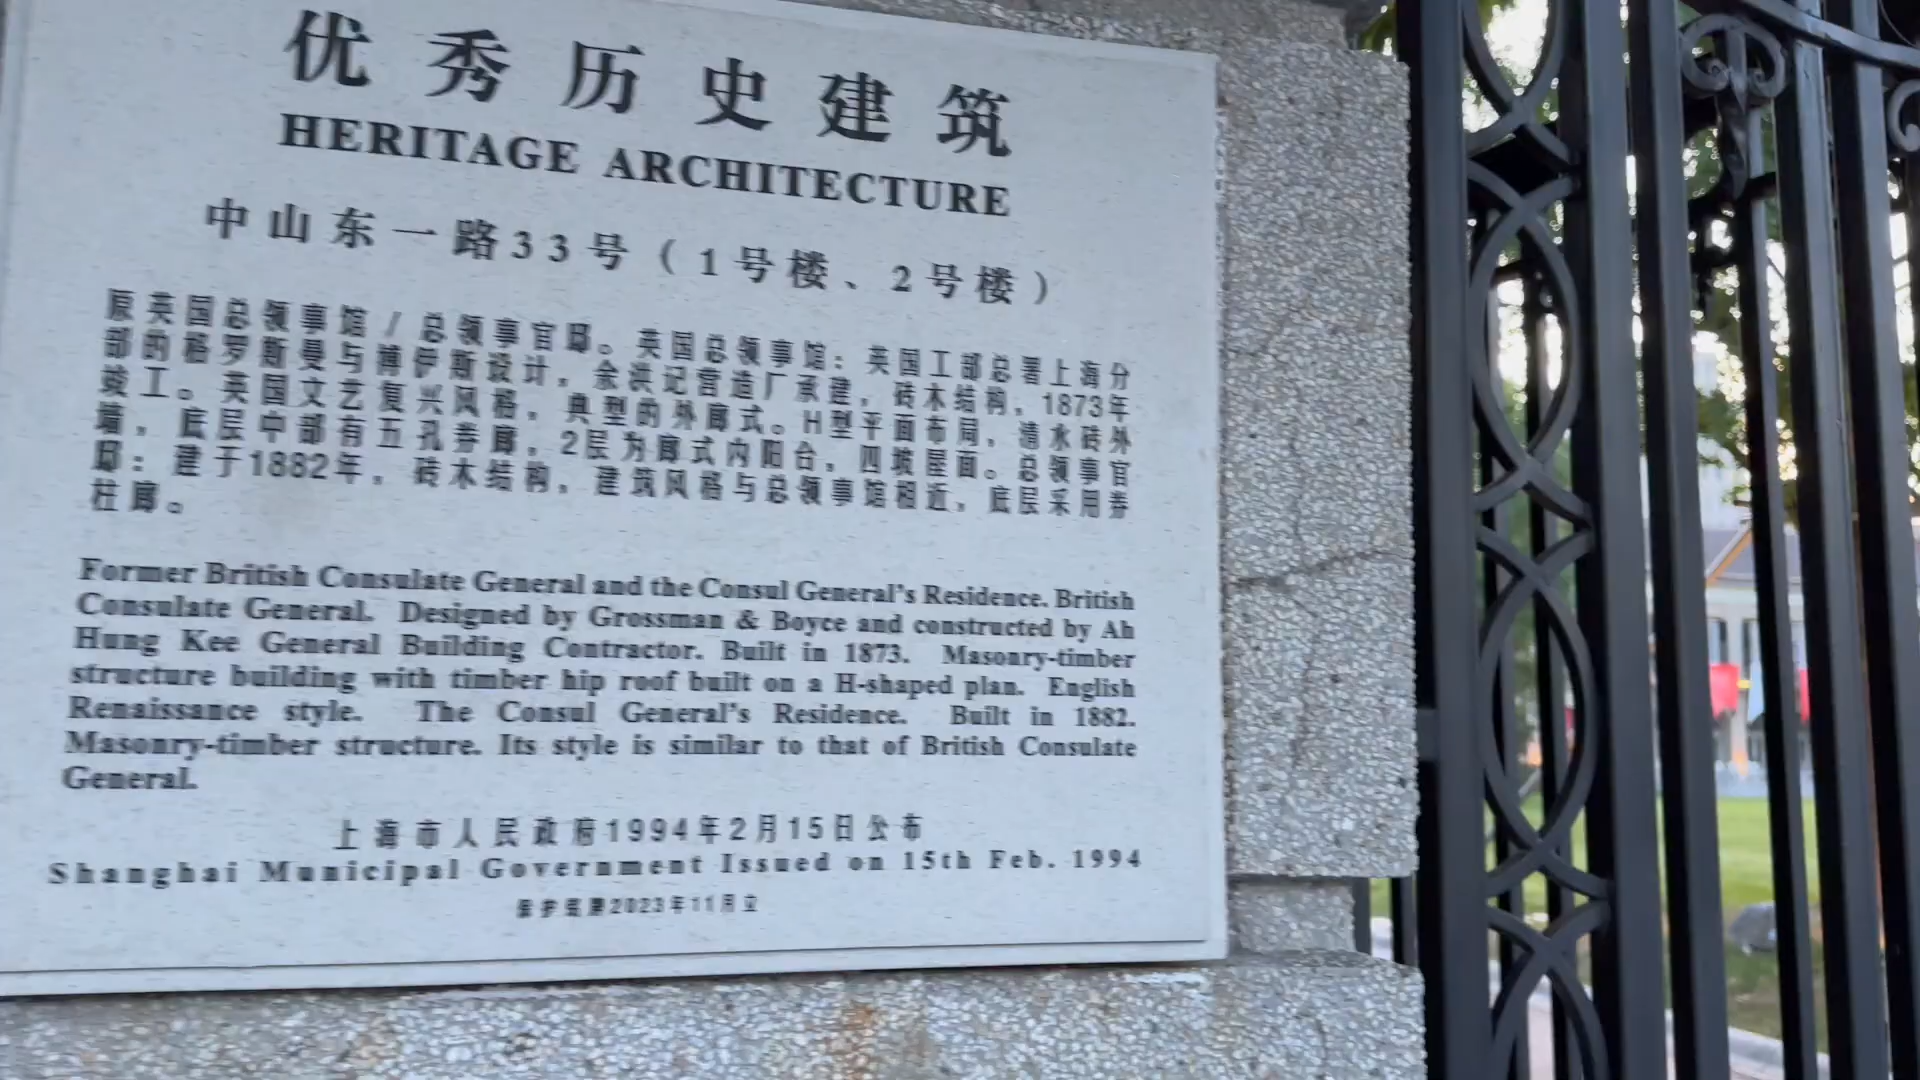 优秀历史建筑
HERITAGE ARCHITECTURE
中山东一路33号（1号楼、2号楼）
原英国总领事馆/总领事官邸。英国总领事馆：英国工部总署上海分
部的格罗斯曼与博伊斯设计，余洪记营造厂承建，砖木结构，1873年
竣工。英国文艺复兴风格，典型的外廊式。H型平面布局，清水砖外
墙，底层中部有五孔券廊，2层为廊式内阳台，四坡屋面。总领事官
邸：建于1882年，砖木结构，建筑风格与总领事馆相近，底层采用券
柱廊。
Former British Consulate General and the Consul General's Residence. British
Consulate General. Designed by Grossman & Boyce and constructed by Ah
Hung Kee General Building Contractor. Built in 1873. Masonry-timber
structure building with timber hip roof built on a H-shaped plan. English
Renaissance style. The Consul General's Residence. Built in 1882.
Masonry-timber structure. Its style is similar to that of British Consulate
General.
上海市人民政府1994年2月15日公布
Shanghai Municipal Government Issued on 15th Feb. 1994
保护铭牌2023年11月立